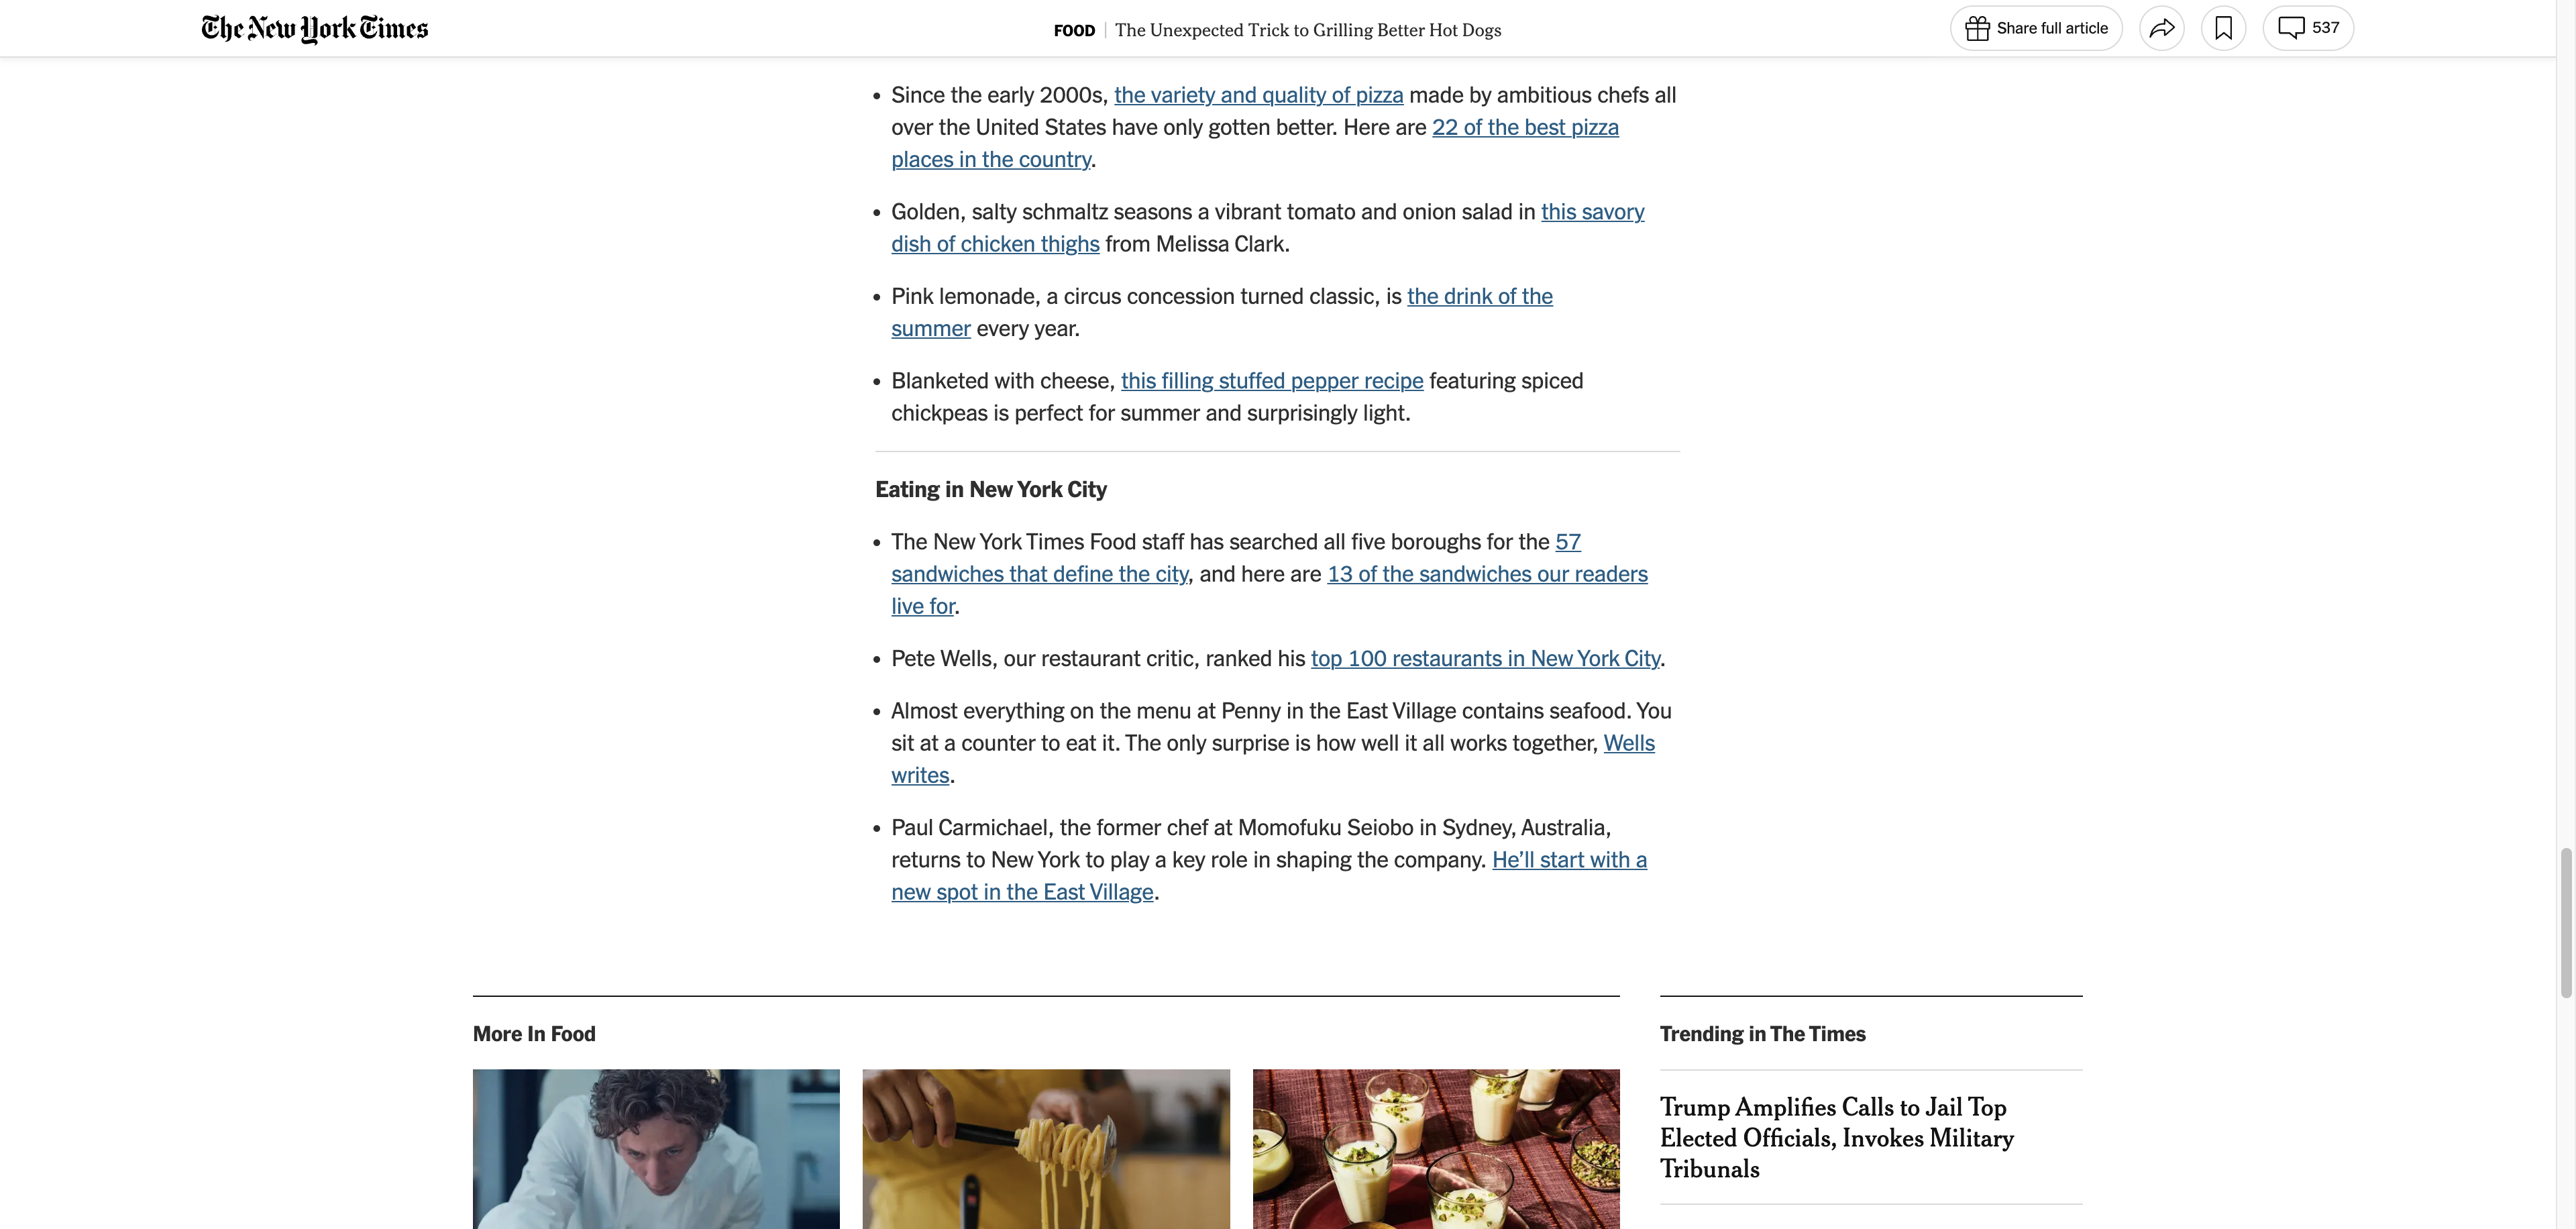 The New York Times
FOOD | The Unexpected Trick to Grilling Better Hot Dogs
Share full article
537
• Since the early 2000s, the variety and quality of pizza made by ambitious chefs all
over the United States have only gotten better. Here are 22 of the best pizza
places in the country.
• Golden, salty schmaltz seasons a vibrant tomato and onion salad in this savory
dish of chicken thighs from Melissa Clark.
• Pink lemonade, a circus concession turned classic, is the drink of the
summer every year.
• Blanketed with cheese, this filling stuffed pepper recipe featuring spiced
chickpeas is perfect for summer and surprisingly light.
Eating in New York City
• The New York Times Food staff has searched all five boroughs for the 57
sandwiches that define the city, and here are 13 of the sandwiches our readers
live for.
• Pete Wells, our restaurant critic, ranked his top 100 restaurants in New York City.
• Almost everything on the menu at Penny in the East Village contains seafood. You
sit at a counter to eat it. The only surprise is how well it all works together, Wells
writes.
• Paul Carmichael, the former chef at Momofuku Seiobo in Sydney, Australia,
returns to New York to play a key role in shaping the company. He’ll start with a
new spot in the East Village.
More In Food
Trending in The Times
Trump Amplifies Calls to Jail Top
Elected Officials, Invokes Military
Tribunals